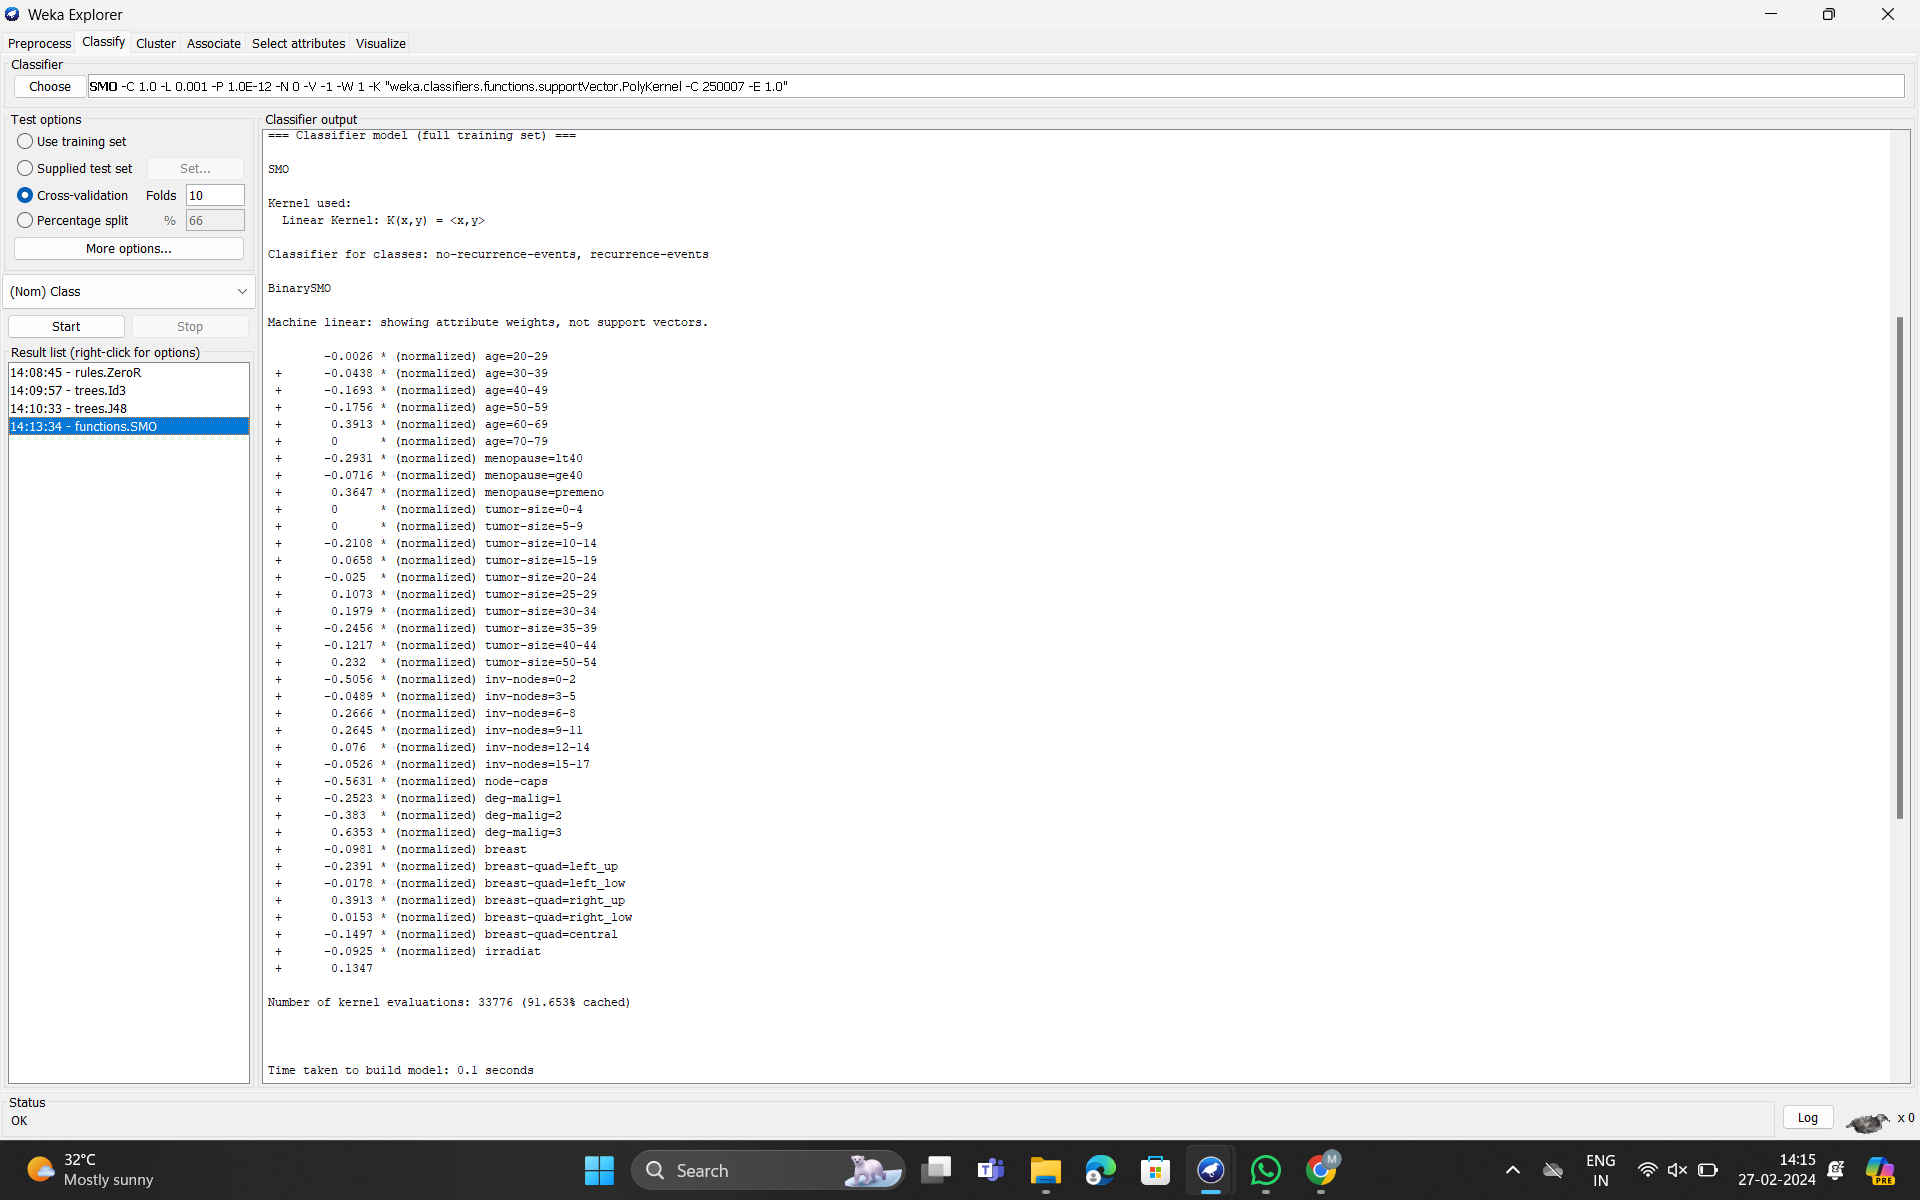 Weka Explorer
Preprocess Classify Cluster Associate Select attributes Visualize
Classifier
Choose SMO -C 1.0 -L 0.001 -P 1.0E-12 -N 0 -V -1 -W 1 -K "weka.classifiers.functions.supportVector.PolyKernel -C 250007 -E 1.0"
Test options
Use training set
Supplied test set Set...
Cross-validation Folds 10
Percentage split % 66
More options...
(Nom) Class
Start Stop
Result list (right-click for options)
14:08:45 - rules.ZeroR
14:09:57 - trees.Id3
14:10:33 - trees.J48
14:13:34 - functions.SMO
Classifier output
=== Classifier model (full training set) ===
SMO
Kernel used:
Linear Kernel: K(x,y) = <x,y>
Classifier for classes: no-recurrence-events, recurrence-events
BinarySMO
Machine linear: showing attribute weights, not support vectors.
-0.0026 * (normalized) age=20-29
+ -0.0438 * (normalized) age=30-39
+ -0.1693 * (normalized) age=40-49
+ -0.1756 * (normalized) age=50-59
+ 0.3913 * (normalized) age=60-69
+ 0 * (normalized) age=70-79
+ -0.2931 * (normalized) menopause=lt40
+ -0.0716 * (normalized) menopause=ge40
+ 0.3647 * (normalized) menopause=premeno
+ 0 * (normalized) tumor-size=0-4
+ 0 * (normalized) tumor-size=5-9
+ -0.2108 * (normalized) tumor-size=10-14
+ 0.0658 * (normalized) tumor-size=15-19
+ -0.025 * (normalized) tumor-size=20-24
+ 0.1073 * (normalized) tumor-size=25-29
+ 0.1979 * (normalized) tumor-size=30-34
+ -0.2456 * (normalized) tumor-size=35-39
+ -0.1217 * (normalized) tumor-size=40-44
+ 0.232 * (normalized) tumor-size=50-54
+ -0.5056 * (normalized) inv-nodes=0-2
+ -0.0489 * (normalized) inv-nodes=3-5
+ 0.2666 * (normalized) inv-nodes=6-8
+ 0.2645 * (normalized) inv-nodes=9-11
+ 0.076 * (normalized) inv-nodes=12-14
+ -0.0526 * (normalized) inv-nodes=15-17
+ -0.5631 * (normalized) node-caps
+ -0.2523 * (normalized) deg-malig=1
+ -0.383 * (normalized) deg-malig=2
+ 0.6353 * (normalized) deg-malig=3
+ -0.0981 * (normalized) breast
+ -0.2391 * (normalized) breast-quad=left_up
+ -0.0178 * (normalized) breast-quad=left_low
+ 0.3913 * (normalized) breast-quad=right_up
+ 0.0153 * (normalized) breast-quad=right_low
+ -0.1497 * (normalized) breast-quad=central
+ -0.0925 * (normalized) irradiat
+ 0.1347
Number of kernel evaluations: 33776 (91.653% cached)
Time taken to build model: 0.1 seconds
Status
OK
Log x 0
32°C
Mostly sunny
Search
M
ENG
IN
14:15
27-02-2024
PRE